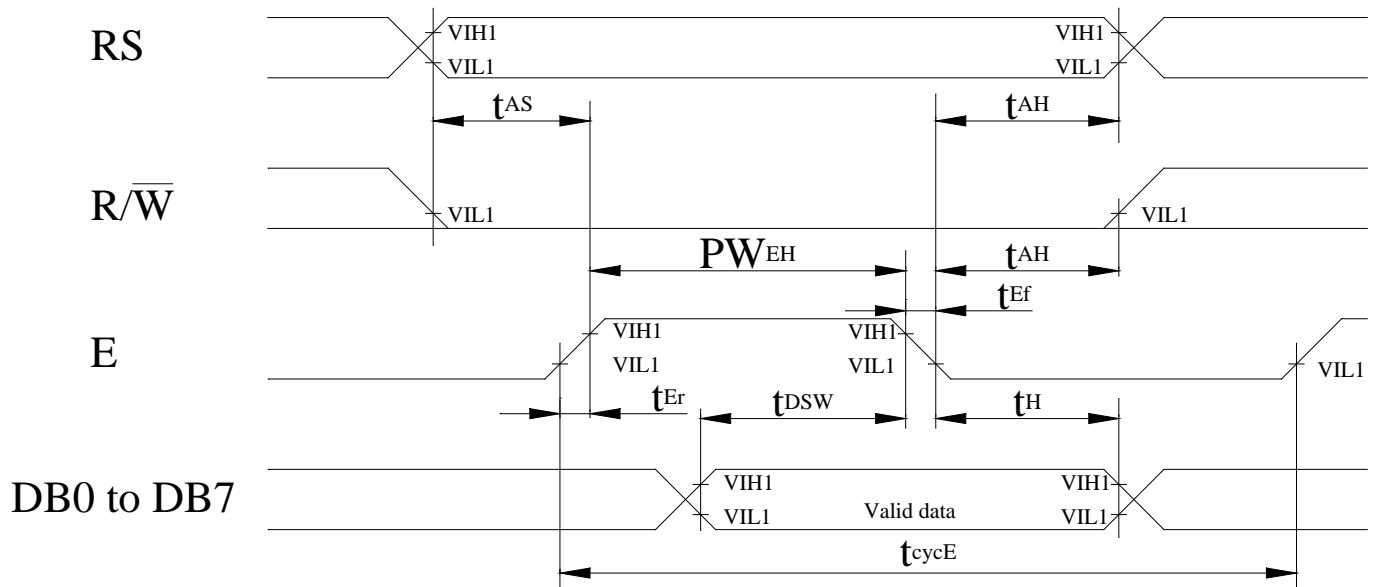 RS
VIH1
VIL1
VIH1
VIL1
tAS
tAH
R/W̅
VIL1
VIL1
PWEH
tAH
tEf
E
VIH1
VIL1
VIH1
VIL1
VIL1
tEr
tDSW
tH
DB0 to DB7
VIH1
VIL1
Valid data
VIH1
VIL1
tcycE